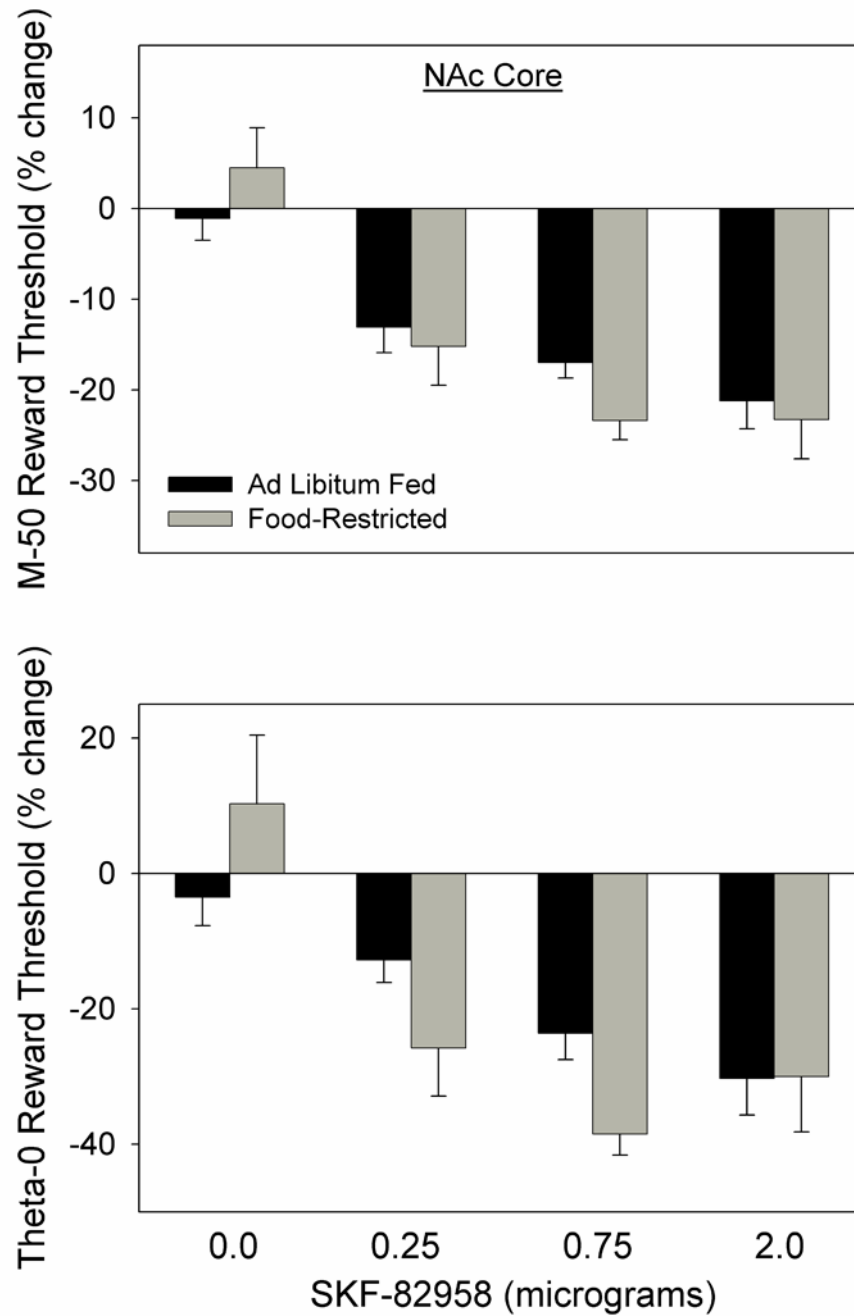 M-50 Reward Threshold (% change)
NAc Core
10
0
-10
-20
-30
Ad Libitum Fed
Food-Restricted
Theta-0 Reward Threshold (% change)
20
0
-20
-40
0.0 0.25 0.75 2.0
SKF-82958 (micrograms)